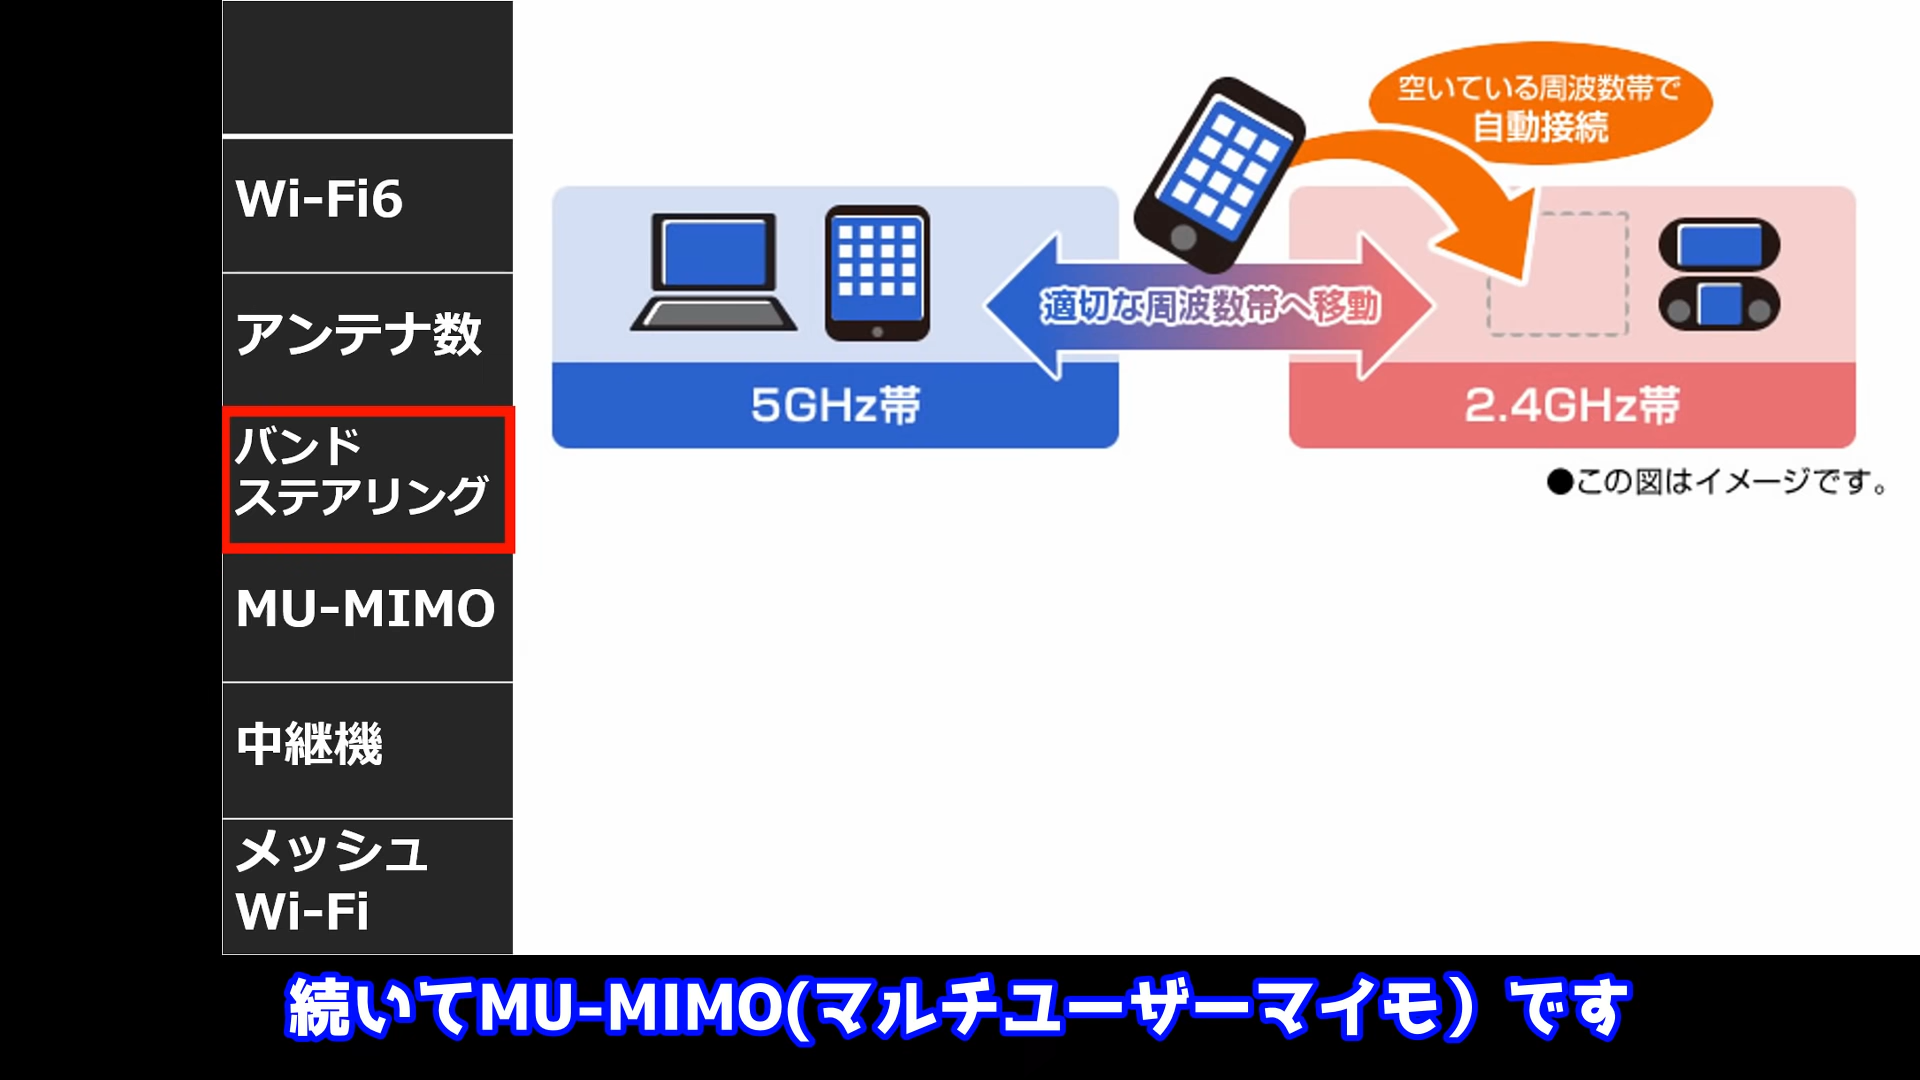 Wi-Fi6
アンテナ数
バンド
ステアリング
MU-MIMO
中継機
メッシュ
Wi-Fi
空いている周波数帯で
自動接続
適切な周波数帯へ移動
5GHz帯
2.4GHz帯
●この図はイメージです。
続いてMU-MIMO(マルチユーザーマイモ）です